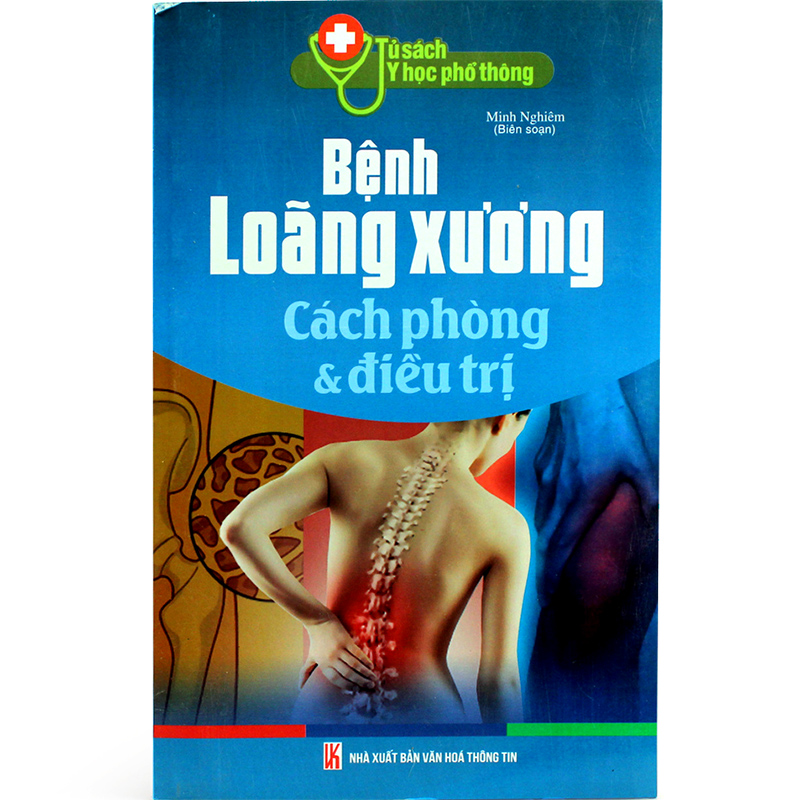 Tủ sách
Y học phổ thông
Minh Nghiêm
(Biên soạn)
Bệnh
Loãng xương
Cách phòng
& điều trị
NHÀ XUẤT BẢN VĂN HOÁ THÔNG TIN